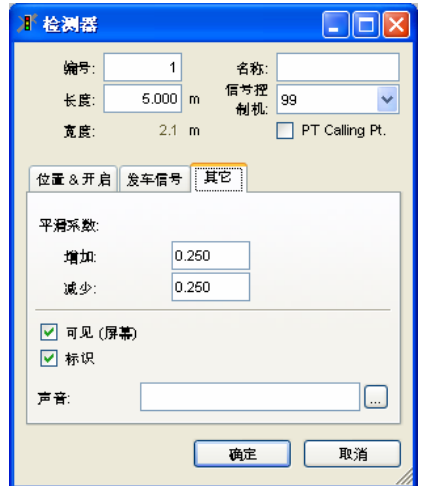 检测器
编号: 1 名称:
长度: 5.000 m 信号控制机: 99
宽度: 2.1 m PT Calling Pt.
位置 & 开启 发车信号 其它
平滑系数:
增加: 0.250
减少: 0.250
可见 (屏幕)
标识
声音: ...
确定 取消